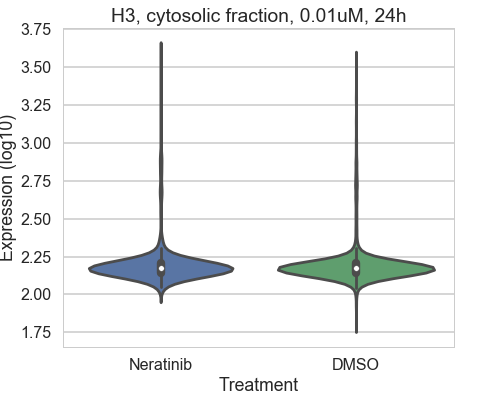 H3, cytosolic fraction, 0.01uM, 24h
Expression (log10)
3.75
3.50
3.25
3.00
2.75
2.50
2.25
2.00
1.75
Neratinib DMSO
Treatment